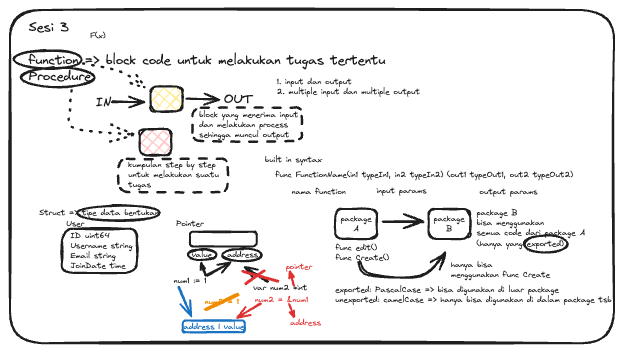 Sesi 3
F(x)
function => block code untuk melakukan tugas tertentu
Procedure
1. input dan output
2. multiple input dan multiple output
IN
OUT
block yang menerima input
dan melakukan process
sehingga muncul output
kumpulan step by step
untuk melakukan suatu
tugas
built in syntax
func FunctionName(in1 typeIn1, in2 typeIn2) (out1 typeOut1, out2 typeOut2)
nama function
input params
output params
Struct => tipe data bentukan
User
ID uint64
Username string
Email string
JoinDate time
Pointer
value
address
num1 := 1
pointer
var num2 *int
num2 = 1
num2 = &num1
address
address 1 value
package
A
package
B
func edit()
func Create()
package B
bisa menggunakan
semua code dari package A
(hanya yang exported)
hanya bisa
menggunakan func Create
exported: PascalCase => bisa digunakan di luar package
unexported: camelCase => hanya bisa digunakan di dalam package tsb